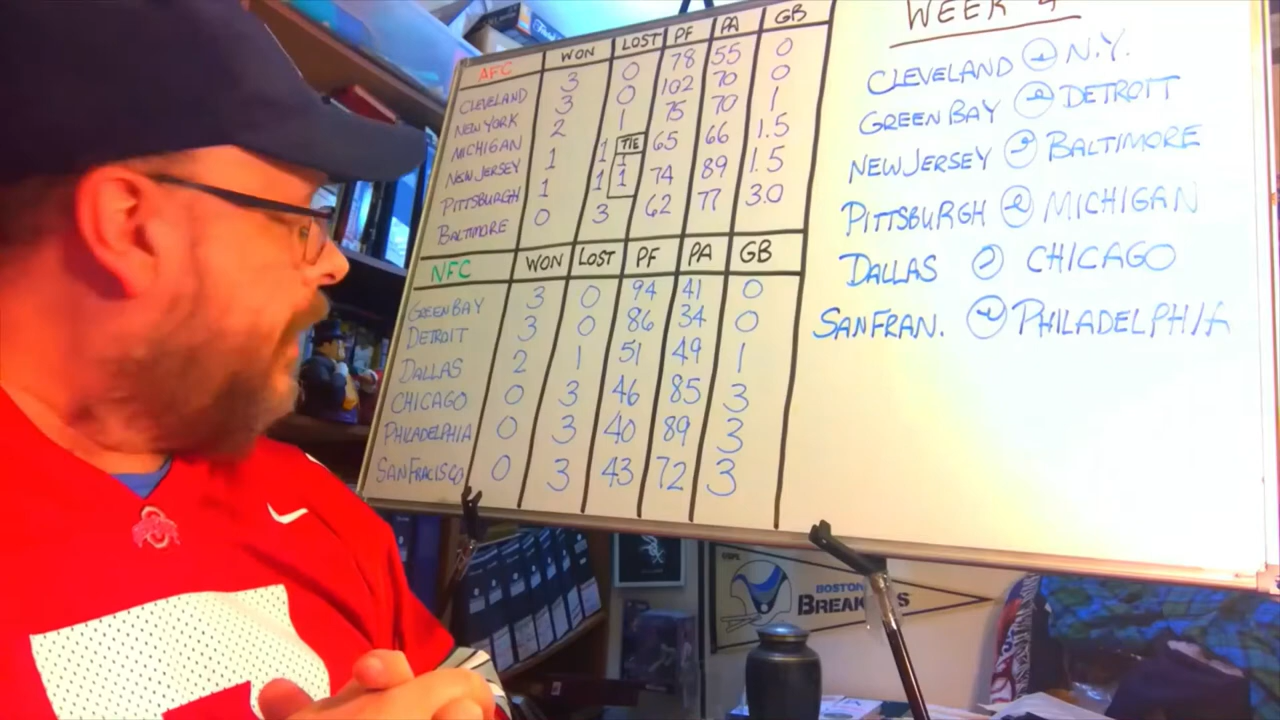 AFC WON LOST PF PA GB
CLEVELAND 3 0 78 55 0
NEW YORK 3 0 102 70 0
MICHIGAN 2 1 75 70 1
TIE
NEW JERSEY 1 1 1 65 66 1.5
PITTSBURGH 1 1 1 74 89 1.5
BALTIMORE 0 3 62 77 3.0
NFC WON LOST PF PA GB
GREEN BAY 3 0 94 41 0
DETROIT 3 0 86 34 0
DALLAS 2 1 51 49 1
CHICAGO 0 3 46 85 3
PHILADELPHIA 0 3 40 89 3
SANFRACISCO 0 3 43 72 3
WEEK 4
CLEVELAND @ N.Y.
GREEN BAY @ DETROIT
NEW JERSEY @ BALTIMORE
PITTSBURGH @ MICHIGAN
DALLAS @ CHICAGO
SANFRAN. @ PHILADELPHIA
BOSTON
BREAK S